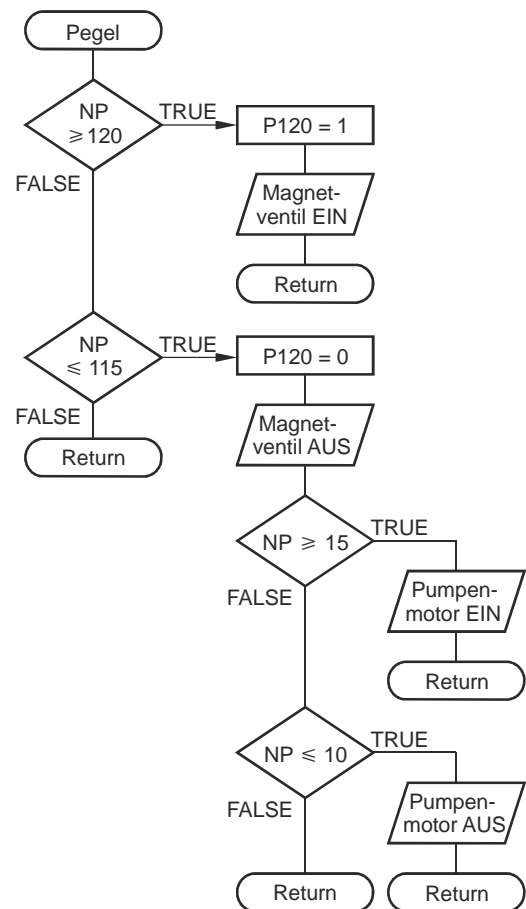 Pegel
NP
≥120
TRUE
P120 = 1
FALSE
Magnet-
ventil EIN
Return
NP
≤ 115
TRUE
P120 = 0
FALSE
Return
Magnet-
ventil AUS
NP ≥ 15
TRUE
FALSE
Pumpen-
motor EIN
Return
NP ≤ 10
TRUE
FALSE
Pumpen-
motor AUS
Return
Return